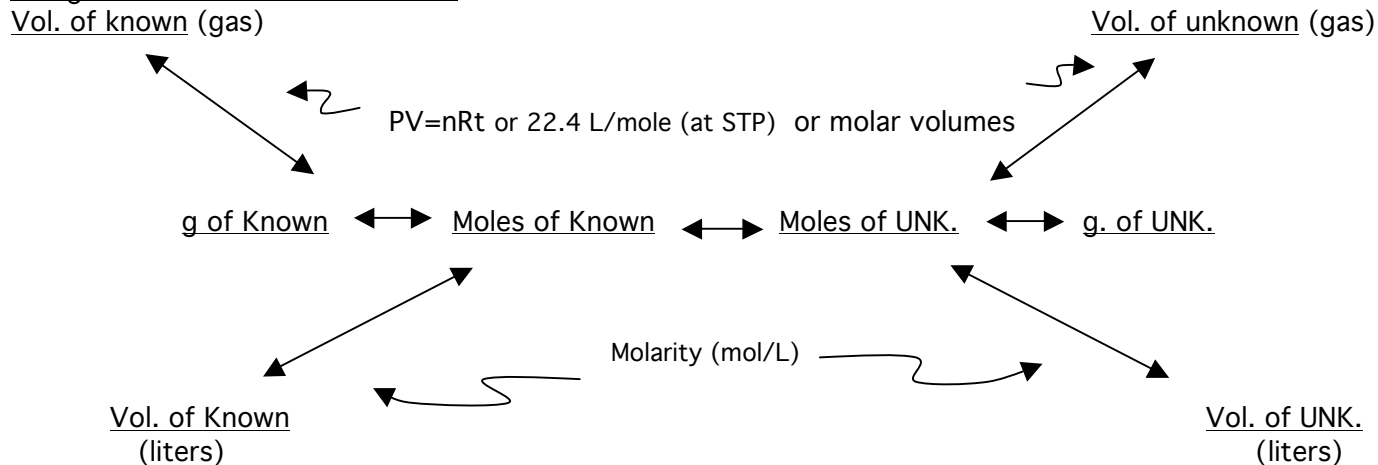 Vol. of known (gas) Vol. of unknown (gas)
PV=nRt or 22.4 L/mole (at STP) or molar volumes
g of Known Moles of Known Moles of UNK. g. of UNK.
Molarity (mol/L)
Vol. of Known Vol. of UNK.
(liters) (liters)